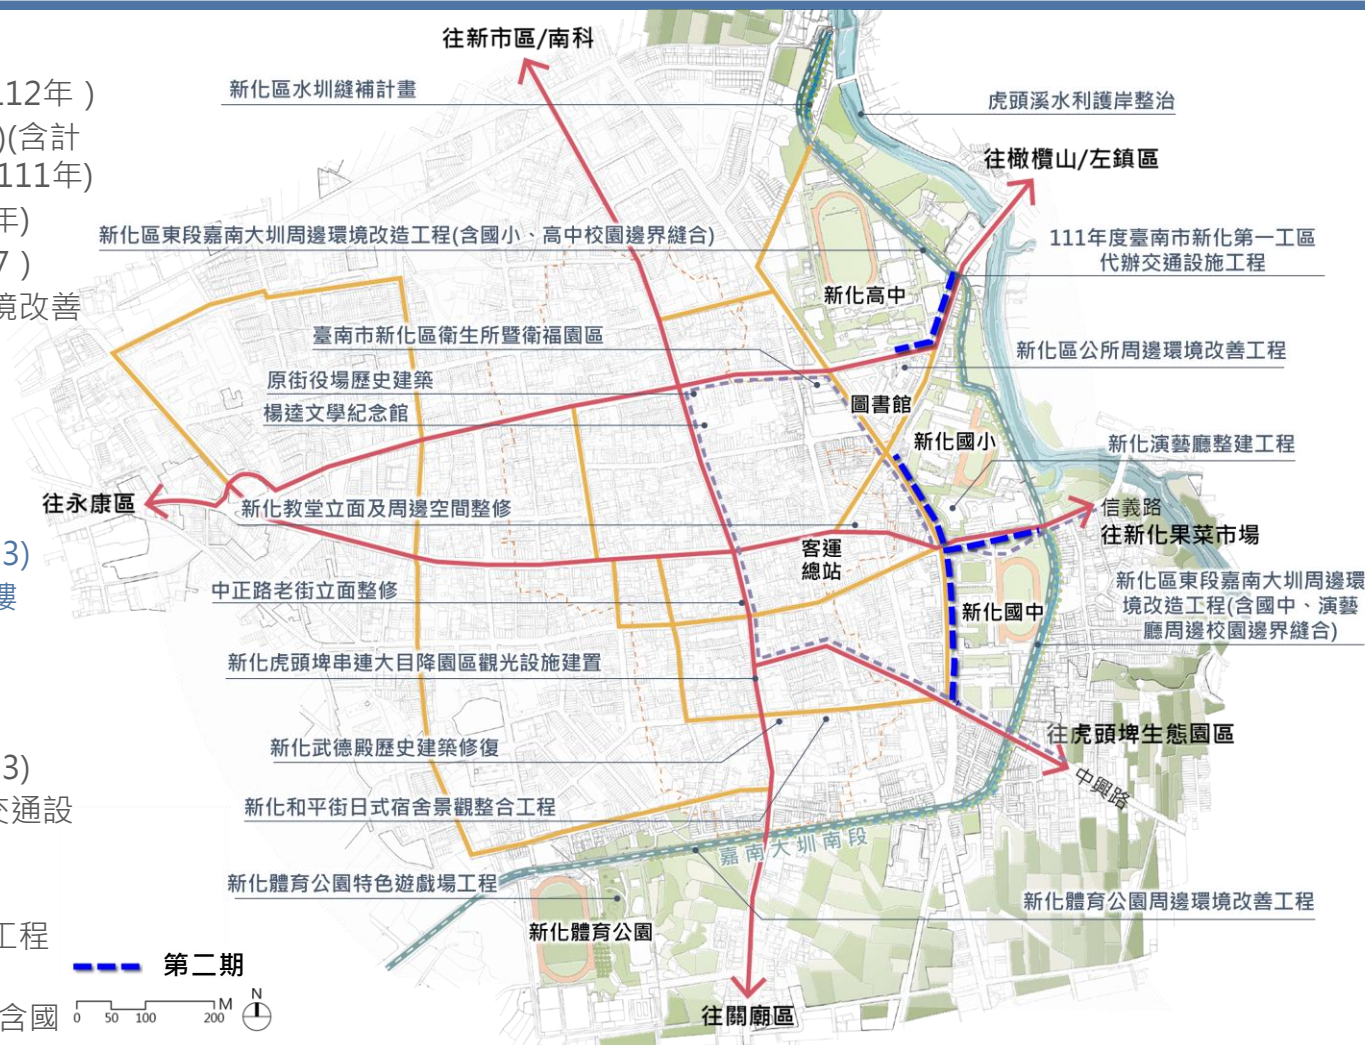 112年 )
)(含計
111年)
年)
7 )
境改善
3)
樓
3)
交通設
工程
含國
往新市區/南科
新化區水圳縫補計畫
虎頭溪水利護岸整治
往橄欖山/左鎮區
新化區東段嘉南大圳周邊環境改造工程(含國小、高中校園邊界縫合)
111年度臺南市新化第一工區
代辦交通設施工程
新化高中
臺南市新化區衛生所暨衛福園區
新化區公所周邊環境改善工程
原街役場歷史建築
楊逵文學紀念館
圖書館
新化國小
新化演藝廳整建工程
往永康區
新化教堂立面及周邊空間整修
信義路
往新化果菜市場
客運
總站
中正路老街立面整修
新化國中
新化區東段嘉南大圳周邊環
境改造工程(含國中、演藝
廳周邊校園邊界縫合)
新化虎頭埤串連大目降園區觀光設施建置
新化武德殿歷史建築修復
往虎頭埤生態園區
中興路
新化和平街日式宿舍景觀整合工程
嘉南大圳南段
新化體育公園特色遊戲場工程
新化體育公園周邊環境改善工程
新化體育公園
往關廟區
第二期
0 50 100 200 M
N